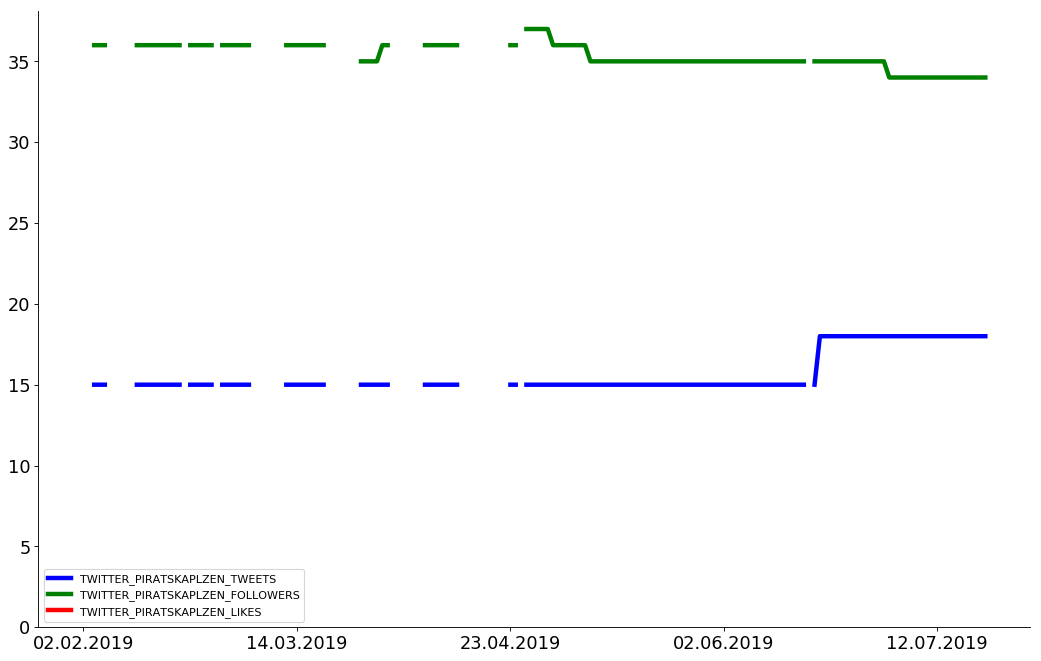 35
30
25
20
15
10
5
0
TWITTER_PIRATSKAPLZEN_TWEETS
TWITTER_PIRATSKAPLZEN_FOLLOWERS
TWITTER_PIRATSKAPLZEN_LIKES
02.02.2019 14.03.2019 23.04.2019 02.06.2019 12.07.2019